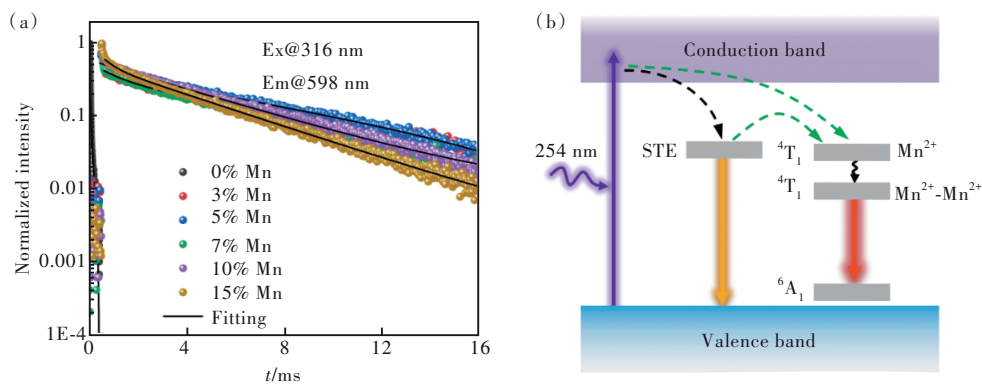 (a)
Ex@316 nm
Em@598 nm
Normalized intensity
1
0.1
0.01
0.001
1E-4
0% Mn
3% Mn
5% Mn
7% Mn
10% Mn
15% Mn
Fitting
0 4 8 12 16
t/ms
(b)
Conduction band
254 nm
STE
⁴T₁ Mn²⁺
⁴T₁ Mn²⁺-Mn²⁺
⁶A₁
Valence band